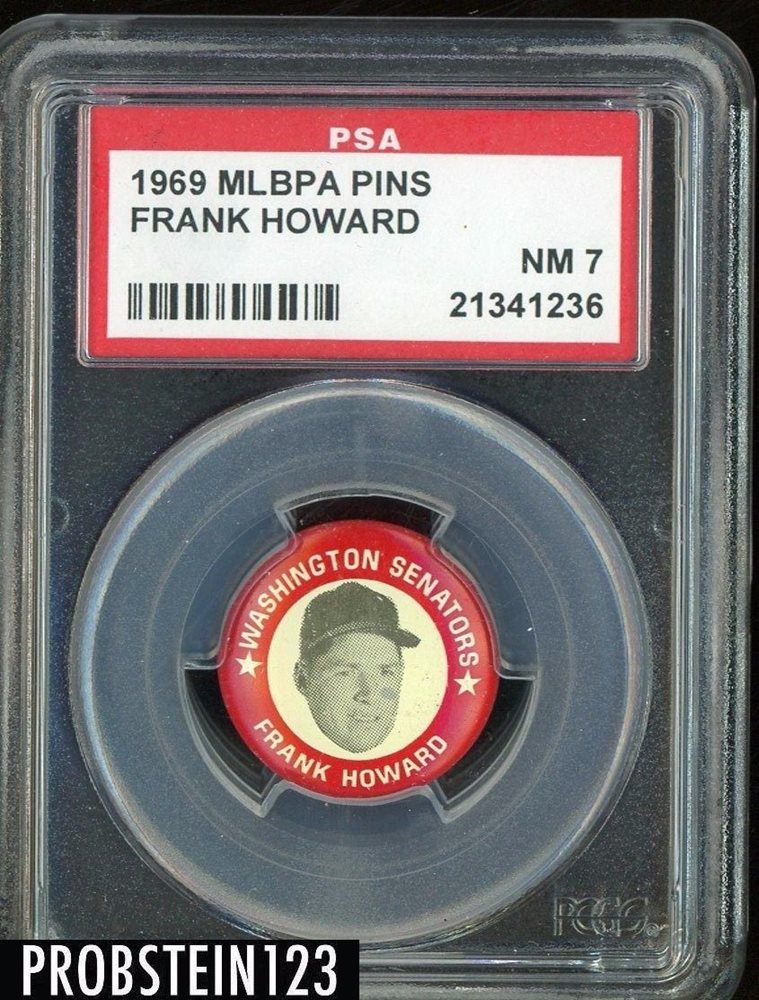 PSA
1969 MLBPA PINS
FRANK HOWARD
NM 7
21341236
★WASHINGTON SENATORS★
FRANK HOWARD
PCGS
PROBSTEIN123